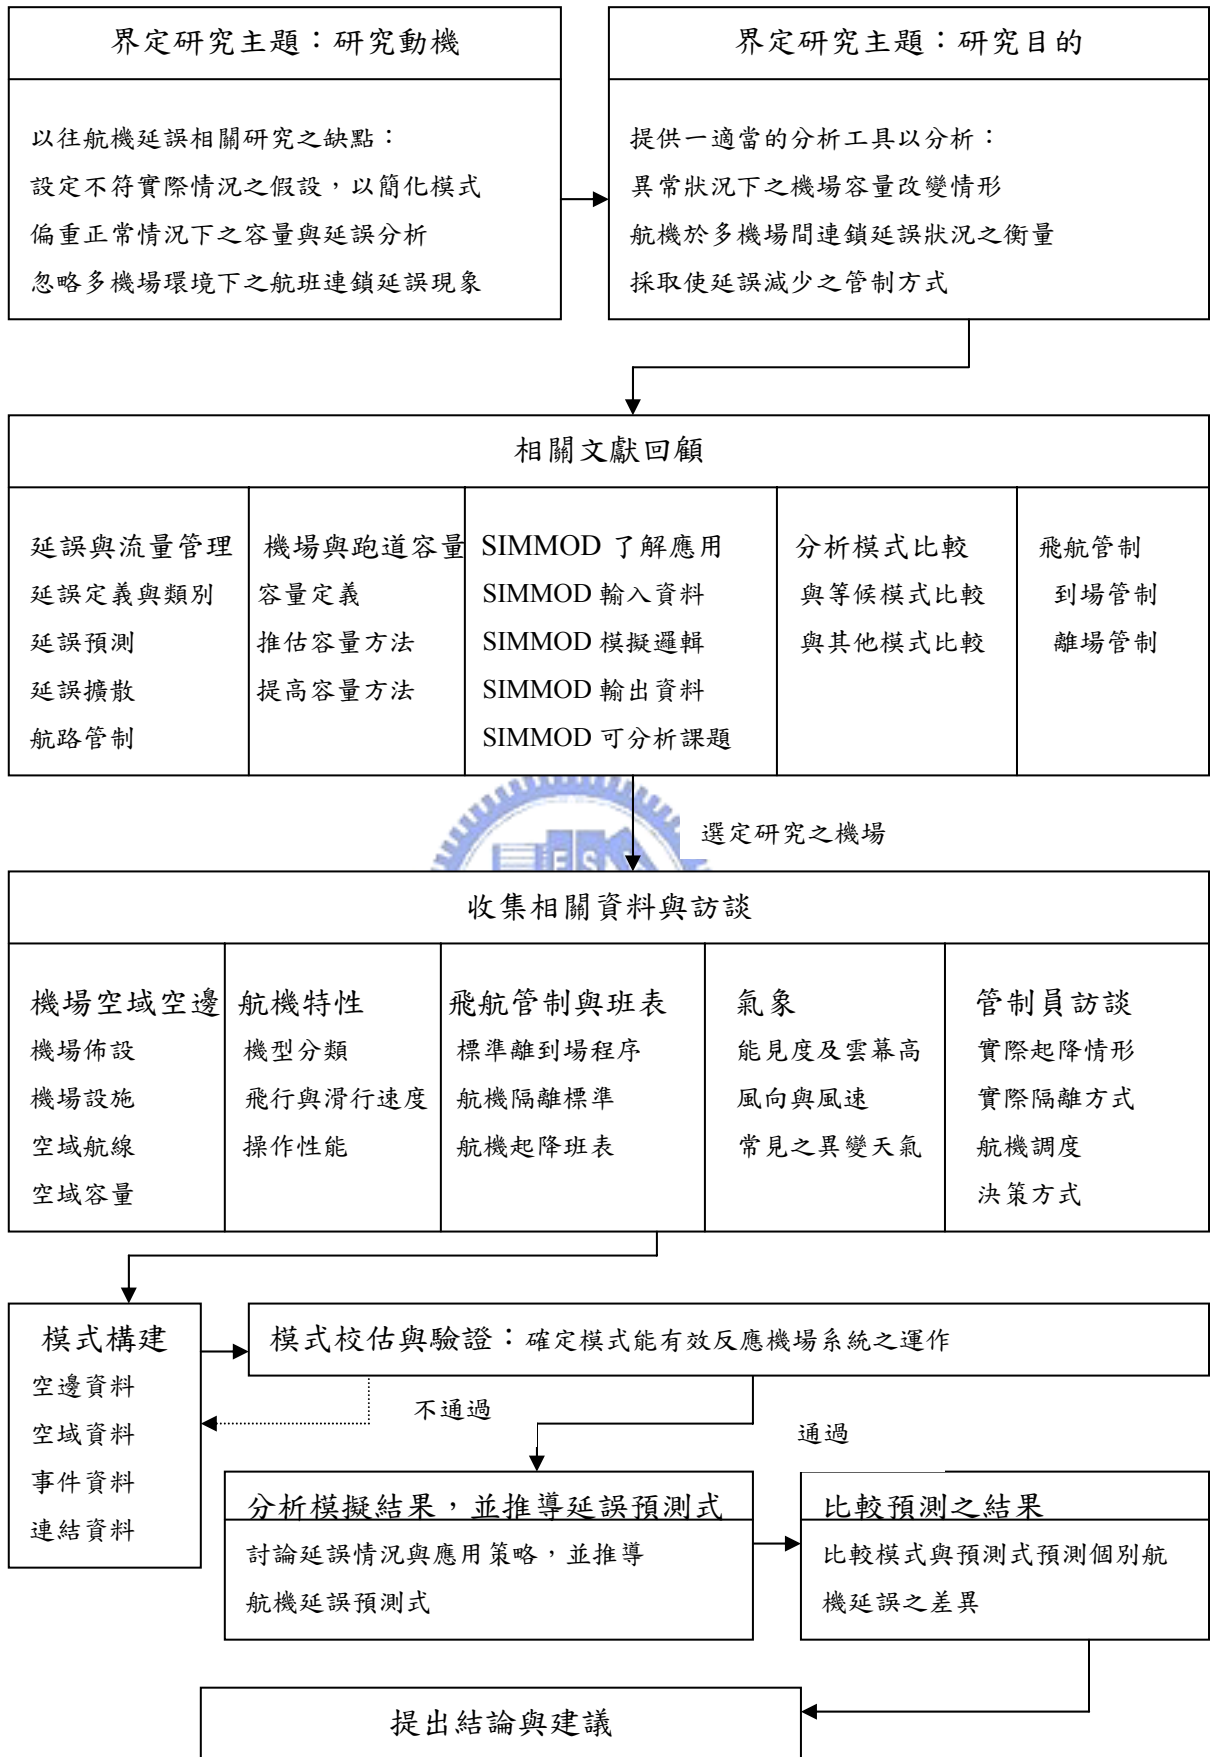 界定研究主題：研究動機
以往航機延誤相關研究之缺點：
設定不符實際情況之假設，以簡化模式
偏重正常情況下之容量與延誤分析
忽略多機場環境下之航班連鎖延誤現象
界定研究主題：研究目的
提供一適當的分析工具以分析：
異常狀況下之機場容量改變情形
航機於多機場間連鎖延誤狀況之衡量
採取使延誤減少之管制方式
相關文獻回顧
延誤與流量管理
延誤定義與類別
延誤預測
延誤擴散
航路管制
機場與跑道容量
容量定義
推估容量方法
提高容量方法
SIMMOD 了解應用
SIMMOD 輸入資料
SIMMOD 模擬邏輯
SIMMOD 輸出資料
SIMMOD 可分析課題
分析模式比較
與等候模式比較
與其他模式比較
飛航管制
到場管制
離場管制
ES
選定研究之機場
收集相關資料與訪談
機場空域空邊
機場佈設
機場設施
空域航線
空域容量
航機特性
機型分類
飛行與滑行速度
操作性能
飛航管制與班表
標準離到場程序
航機隔離標準
航機起降班表
氣象
能見度及雲幕高
風向與風速
常見之異變天氣
管制員訪談
實際起降情形
實際隔離方式
航機調度
決策方式
模式構建
空邊資料
空域資料
事件資料
連結資料
模式校估與驗證：確定模式能有效反應機場系統之運作
不通過
通過
分析模擬結果，並推導延誤預測式
討論延誤情況與應用策略，並推導
航機延誤預測式
比較預測之結果
比較模式與預測式預測個別航
機延誤之差異
提出結論與建議